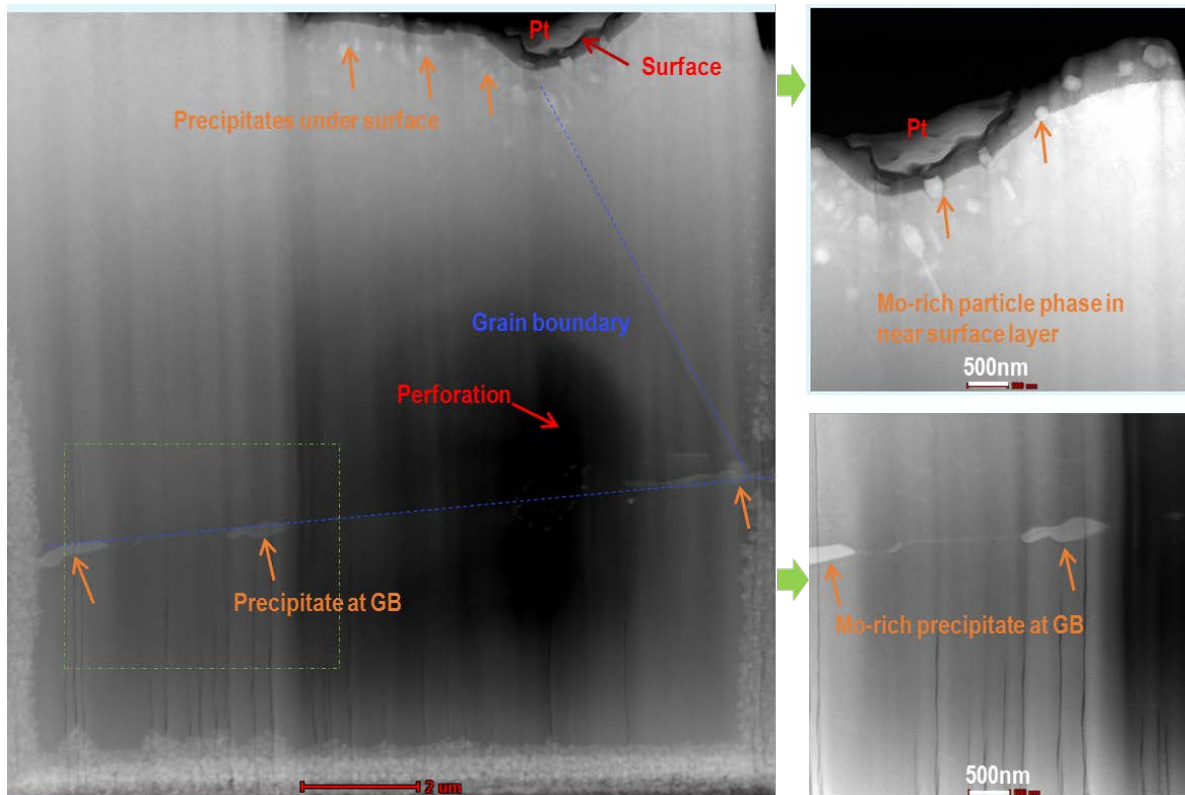 Pt
Surface
Precipitates under surface
Grain boundary
Perforation
Precipitate at GB
2 um
Pt
Mo-rich particle phase in
near surface layer
500nm
Mo-rich precipitate at GB
500nm